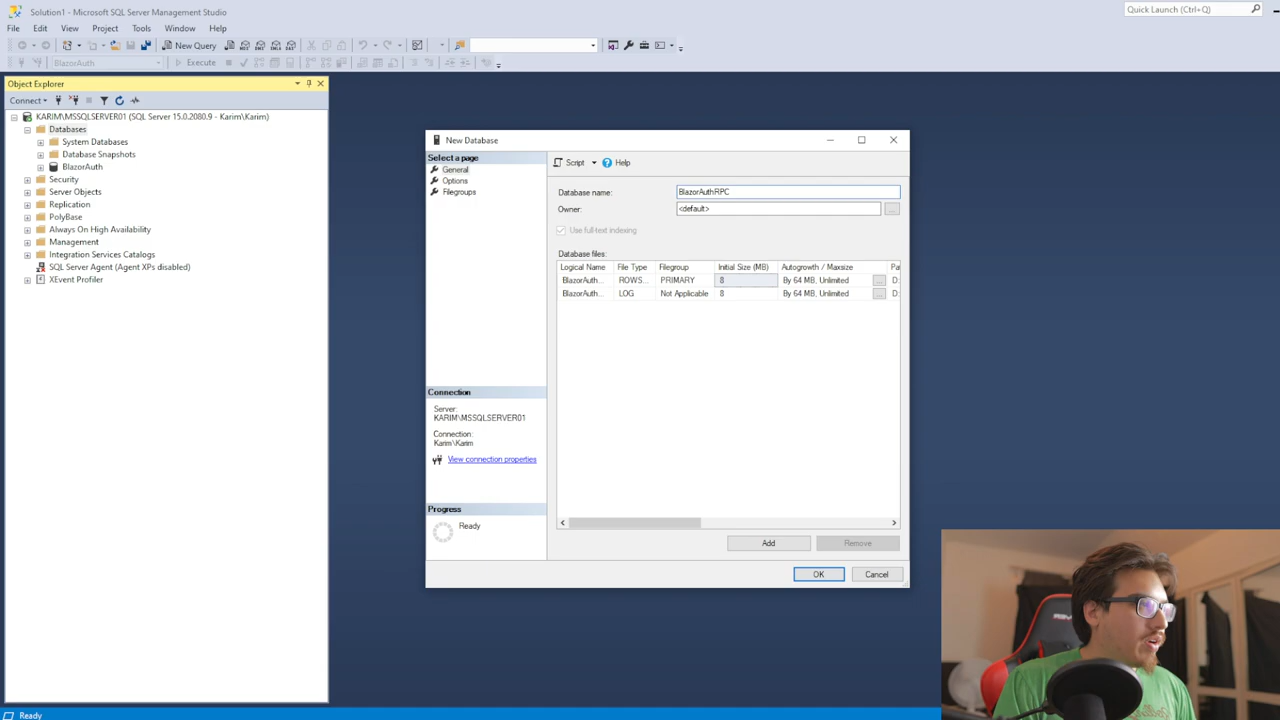 Solution1 - Microsoft SQL Server Management Studio
Quick Launch (Ctrl+Q)
File Edit View Project Tools Window Help
New Query
BlazorAuth
Execute
Object Explorer
Connect
KARIM\MSSQLSERVER01 (SQL Server 15.0.2080.9 - Karim\Karim)
Databases
System Databases
Database Snapshots
BlazorAuth
Security
Server Objects
Replication
PolyBase
Always On High Availability
Management
Integration Services Catalogs
SQL Server Agent (Agent XPs disabled)
XEvent Profiler
New Database
Select a page
General
Options
Filegroups
Connection
Server:
KARIM\MSSQLSERVER01
Connection:
Karim\Karim
View connection properties
Progress
Ready
Script Help
Database name: BlazorAuthRPC
Owner: <default> ...
Use full-text indexing
Database files:
Logical Name File Type Filegroup Initial Size (MB) Autogrowth / Maxsize Pa
BlazorAuth... ROWS... PRIMARY 8 By 64 MB, Unlimited ... D:
BlazorAuth... LOG Not Applicable 8 By 64 MB, Unlimited ... D:
Add Remove
OK Cancel
Ready